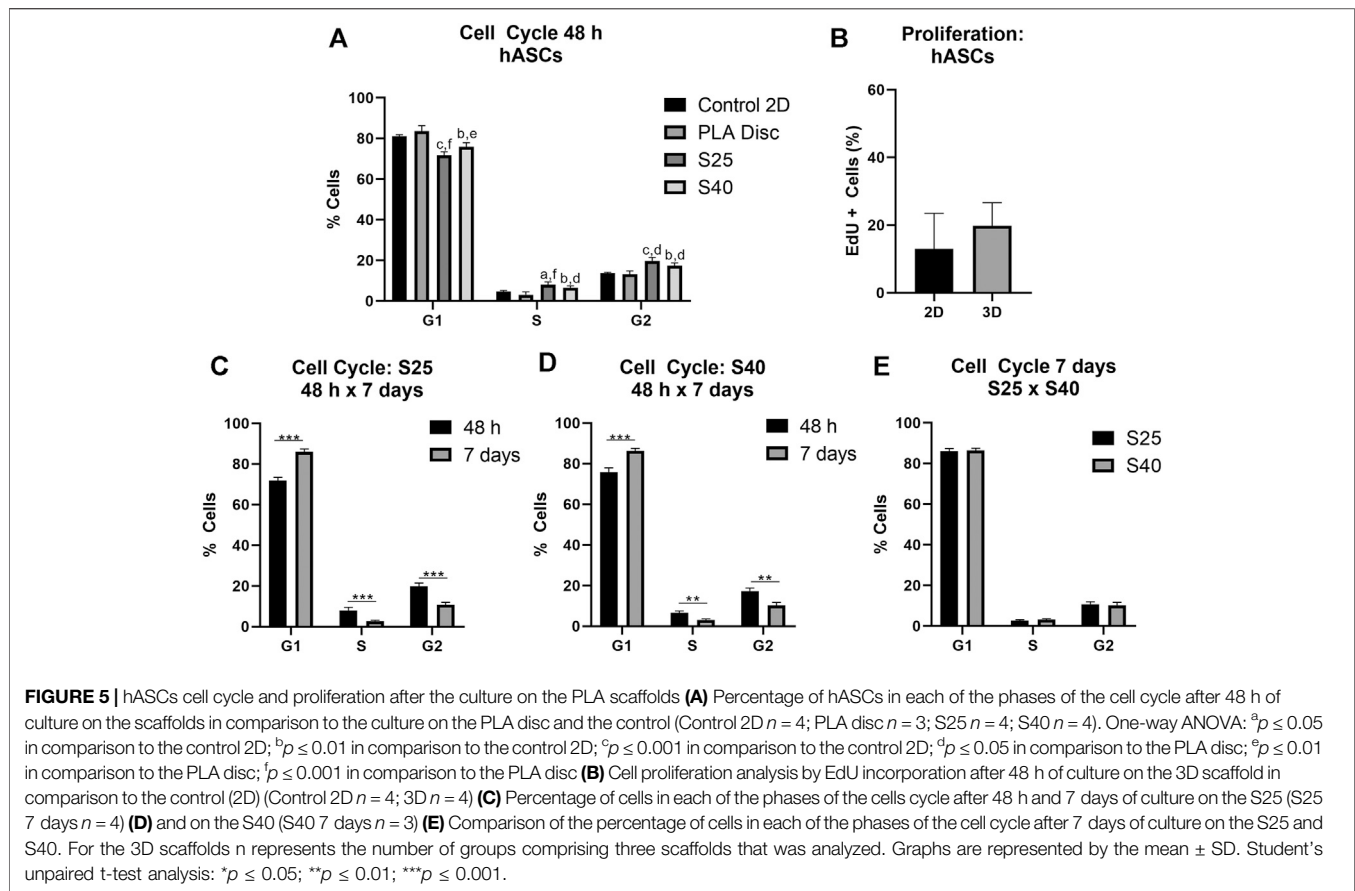 A
Cell Cycle 48 h
hASCs
% Cells
100
80
60
40
20
0
c,f
b,e
a,f
b,d
c,d
b,d
G1
S
G2
Control 2D
PLA Disc
S25
S40
B
Proliferation:
hASCs
EdU + Cells (%)
60
40
20
0
2D
3D
C
Cell Cycle: S25
48 h x 7 days
% Cells
100
80
60
40
20
0
***
***
***
G1
S
G2
48 h
7 days
D
Cell Cycle: S40
48 h x 7 days
% Cells
100
80
60
40
20
0
***
**
**
G1
S
G2
48 h
7 days
E
Cell Cycle 7 days
S25 x S40
% Cells
100
80
60
40
20
0
G1
S
G2
S25
S40
FIGURE 5 | hASCs cell cycle and proliferation after the culture on the PLA scaffolds (A) Percentage of hASCs in each of the phases of the cell cycle after 48 h of
culture on the scaffolds in comparison to the culture on the PLA disc and the control (Control 2D n = 4; PLA disc n = 3; S25 n = 4; S40 n = 4). One-way ANOVA: ᵃp ≤ 0.05
in comparison to the control 2D; ᵇp ≤ 0.01 in comparison to the control 2D; ᶜp ≤ 0.001 in comparison to the control 2D; ᵈp ≤ 0.05 in comparison to the PLA disc; ᵉp ≤ 0.01
in comparison to the PLA disc; ᶠp ≤ 0.001 in comparison to the PLA disc (B) Cell proliferation analysis by EdU incorporation after 48 h of culture on the 3D scaffold in
comparison to the control (2D) (Control 2D n = 4; 3D n = 4) (C) Percentage of cells in each of the phases of the cells cycle after 48 h and 7 days of culture on the S25 (S25
7 days n = 4) (D) and on the S40 (S40 7 days n = 3) (E) Comparison of the percentage of cells in each of the phases of the cell cycle after 7 days of culture on the S25 and
S40. For the 3D scaffolds n represents the number of groups comprising three scaffolds that was analyzed. Graphs are represented by the mean ± SD. Student's
unpaired t-test analysis: *p ≤ 0.05; **p ≤ 0.01; ***p ≤ 0.001.